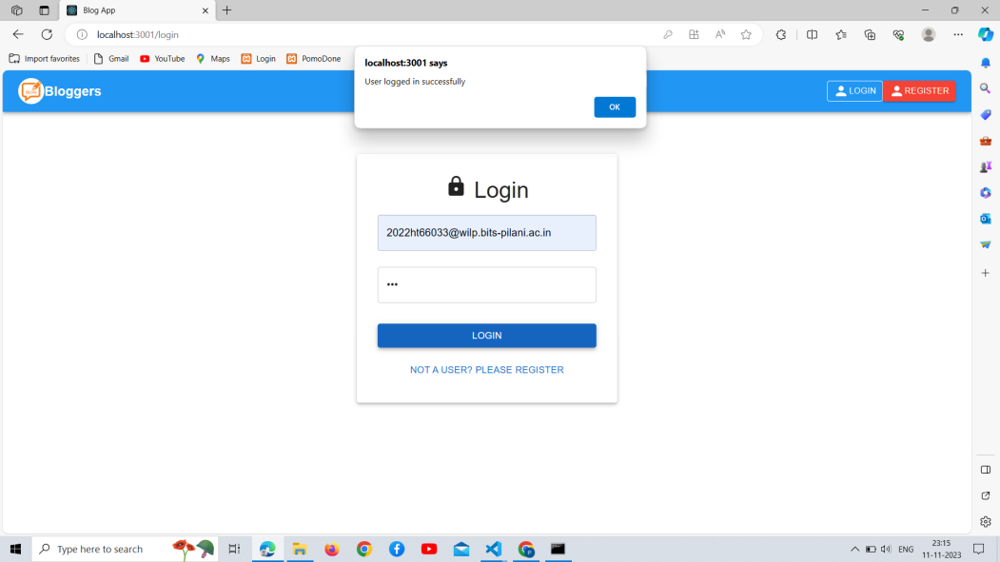 Blog App
localhost:3001/login
Import favorites
Gmail
YouTube
Maps
Login
PomoDone
localhost:3001 says
User logged in successfully
OK
Bloggers
LOGIN
REGISTER
Login
2022ht66033@wilp.bits-pilani.ac.in
LOGIN
NOT A USER? PLEASE REGISTER
Type here to search
ENG
23:15
11-11-2023